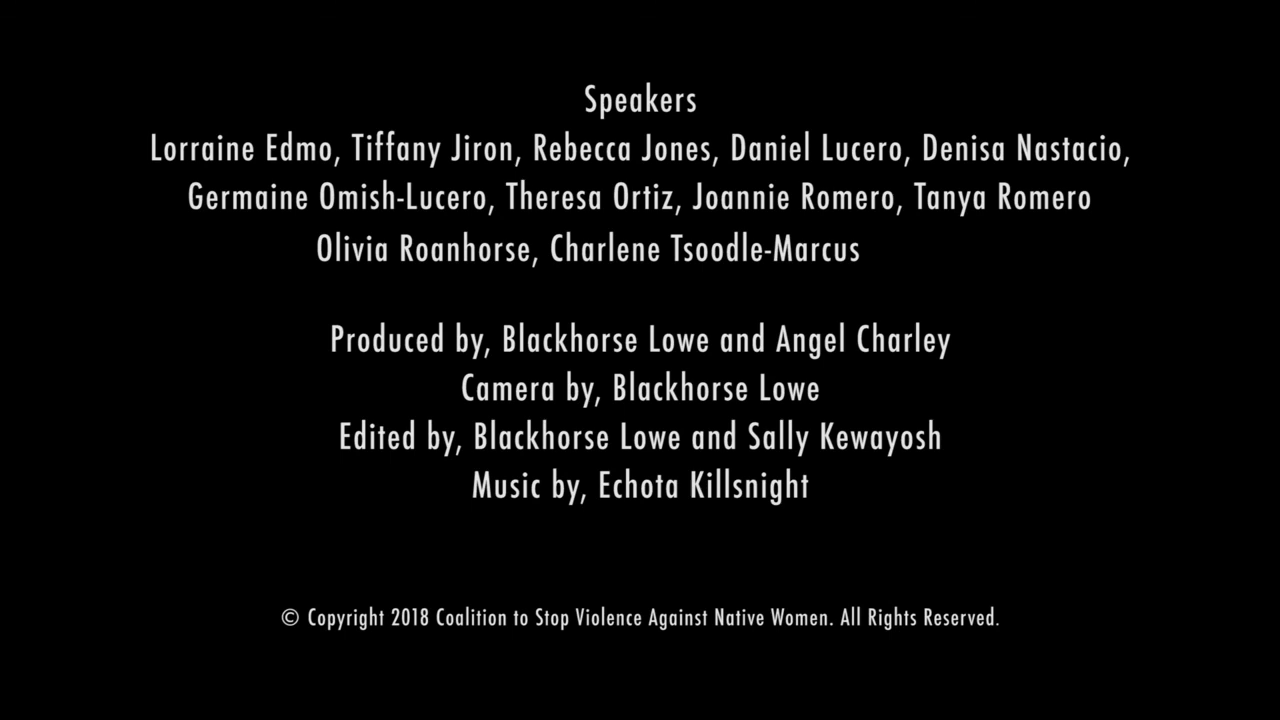 Speakers
Lorraine Edmo, Tiffany Jiron, Rebecca Jones, Daniel Lucero, Denisa Nastacio,
Germaine Omish-Lucero, Theresa Ortiz, Joannie Romero, Tanya Romero
Olivia Roanhorse, Charlene Tsoodle-Marcus
Produced by, Blackhorse Lowe and Angel Charley
Camera by, Blackhorse Lowe
Edited by, Blackhorse Lowe and Sally Kewayosh
Music by, Echota Killsnight
© Copyright 2018 Coalition to Stop Violence Against Native Women. All Rights Reserved.